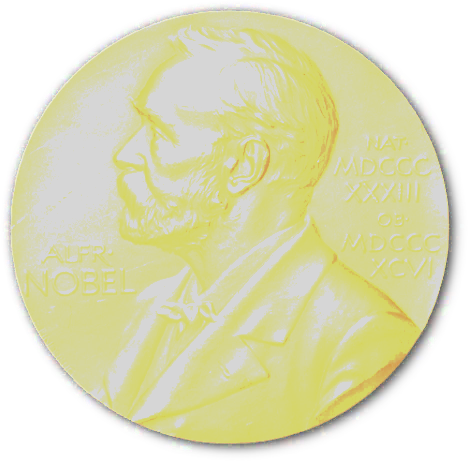 ALFR·
NOBEL
NAT·
MDCCC
XXXIII
OB·
MDCCC
XCVI